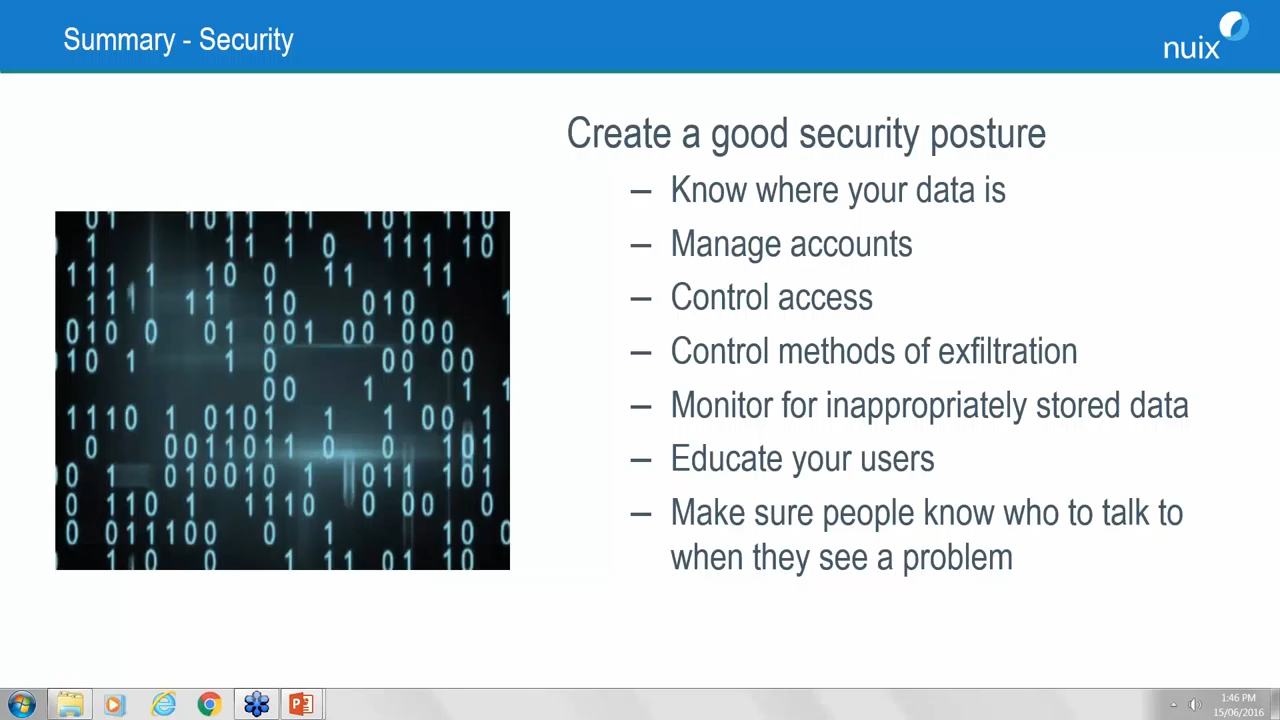 Summary - Security
nuix
Create a good security posture
– Know where your data is
– Manage accounts
– Control access
– Control methods of exfiltration
– Monitor for inappropriately stored data
– Educate your users
– Make sure people know who to talk to
when they see a problem
1:46 PM
15/06/2016